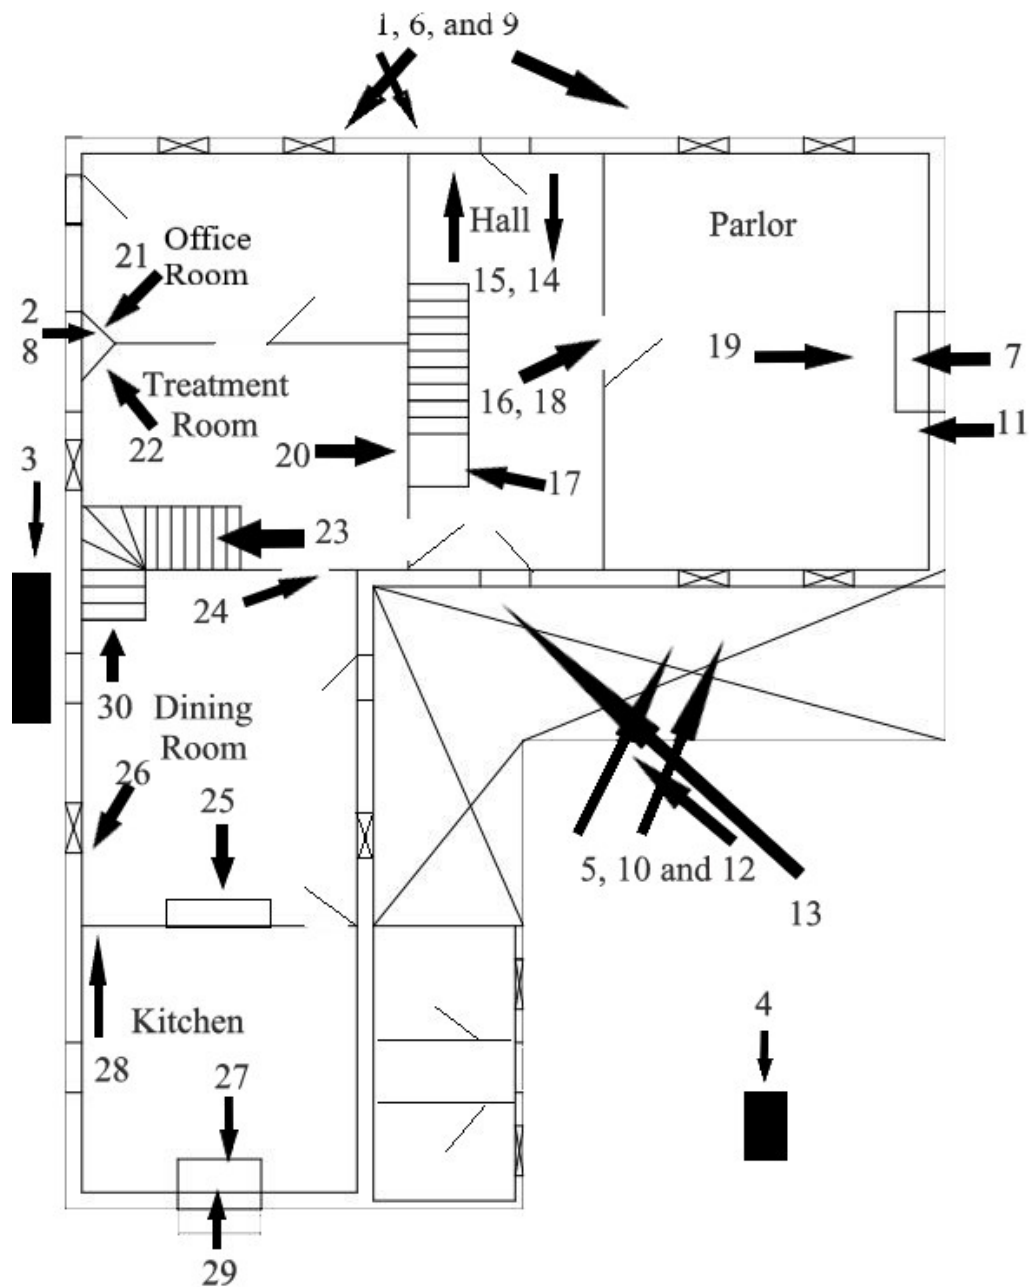 1, 6, and 9
Hall
Parlor
Office
Room
21
15, 14
2
8
19
7
Treatment
Room
22
16, 18
11
3
20
17
23
24
30
Dining
Room
26
25
5, 10 and 12
13
4
Kitchen
28
27
29